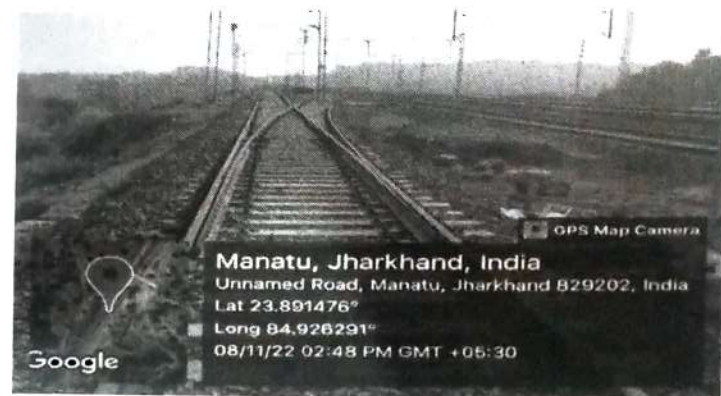 GPS Map Camera
Manatu, Jharkhand, India
Unnamed Road, Manatu, Jharkhand 829202, India
Lat 23.891476°
Long 84.926291°
08/11/22 02:48 PM GMT +05:30
Google